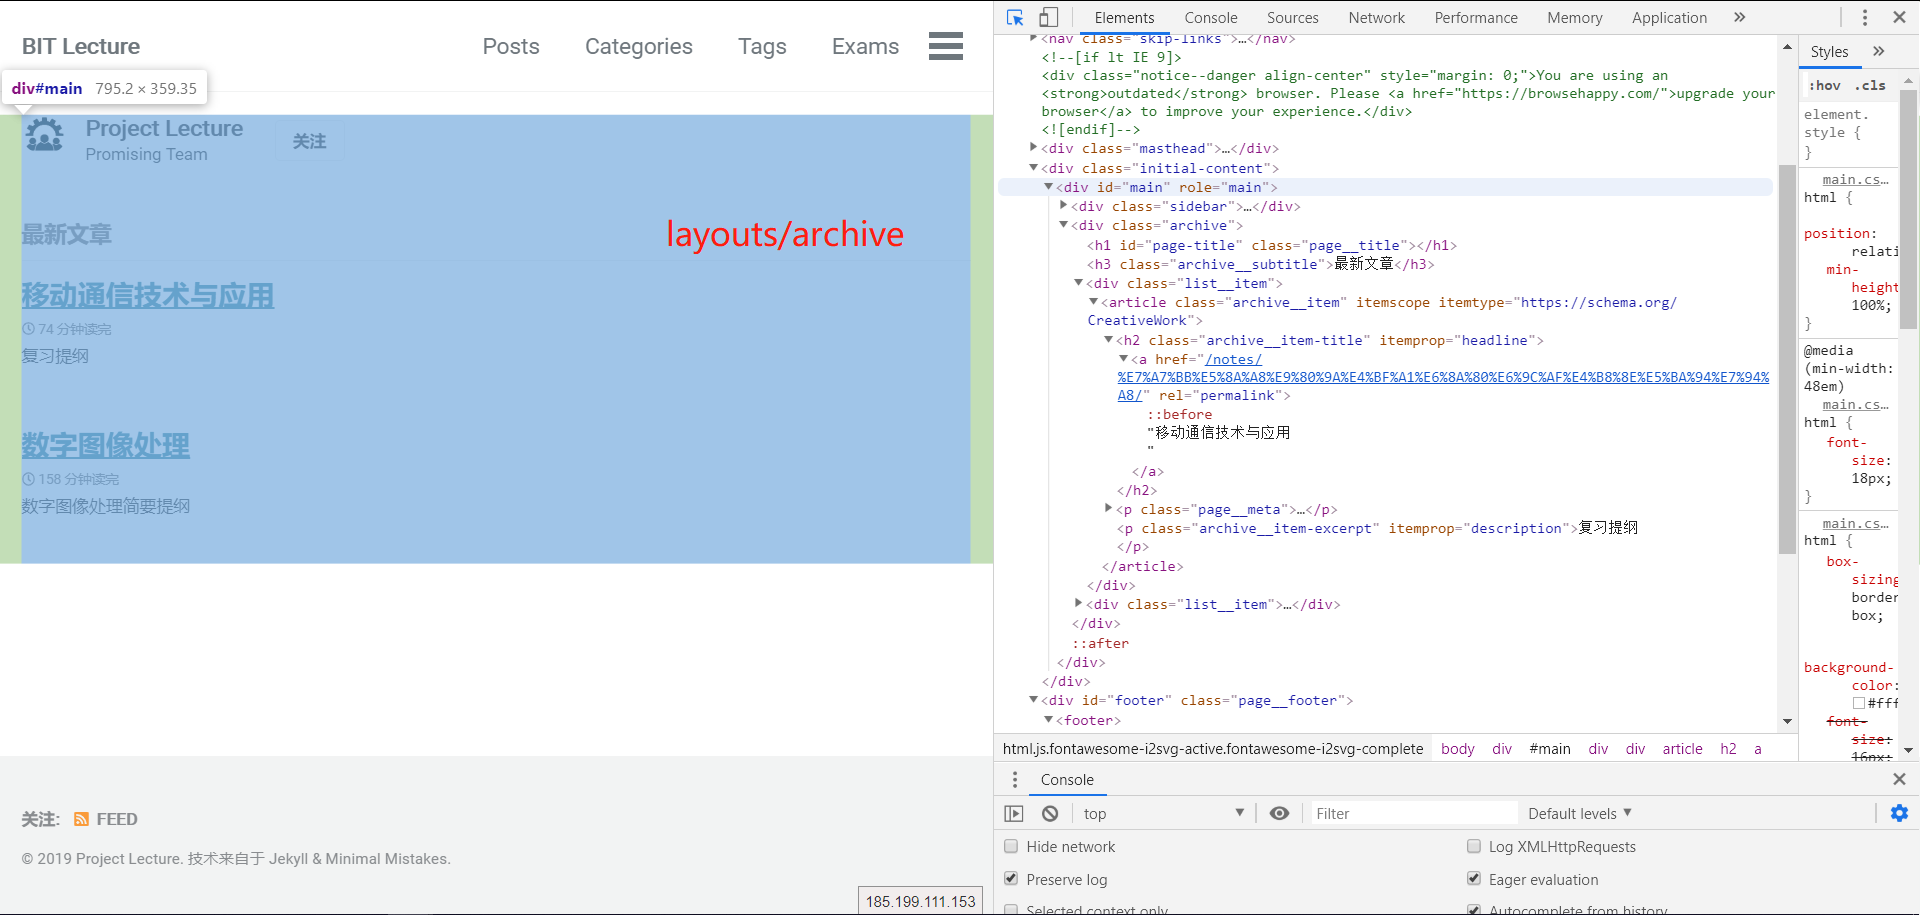 BIT Lecture
Posts
Categories
Tags
Exams
div#main 795.2 × 359.35
Project Lecture
Promising Team
关注
layouts/archive
最新文章
移动通信技术与应用
74 分钟读完
复习提纲
数字图像处理
158 分钟读完
数字图像处理简要提纲
关注: FEED
© 2019 Project Lecture. 技术来自于 Jekyll & Minimal Mistakes.
185.199.111.153
Elements Console Sources Network Performance Memory Application »
<nav class="skip-links">…</nav>
<!--[if lt IE 9]>
<div class="notice--danger align-center" style="margin: 0;">You are using an
<strong>outdated</strong> browser. Please <a href="https://browsehappy.com/">upgrade your
browser</a> to improve your experience.</div>
<![endif]-->
<div class="masthead">…</div>
<div class="initial-content">
<div id="main" role="main">
<div class="sidebar">…</div>
<div class="archive">
<h1 id="page-title" class="page__title"></h1>
<h3 class="archive__subtitle">最新文章</h3>
<div class="list__item">
<article class="archive__item" itemscope itemtype="https://schema.org/
CreativeWork">
<h2 class="archive__item-title" itemprop="headline">
<a href="/notes/
%E7%A7%BB%E5%8A%A8%E9%80%9A%E4%BF%A1%E6%8A%80%E6%9C%AF%E4%B8%8E%E5%BA%94%E7%94%
A8/" rel="permalink">
::before
"移动通信技术与应用
"
</a>
</h2>
<p class="page__meta">…</p>
<p class="archive__item-excerpt" itemprop="description">复习提纲
</p>
</article>
</div>
<div class="list__item">…</div>
</div>
::after
</div>
</div>
<div id="footer" class="page__footer">
<footer>
html.js.fontawesome-i2svg-active.fontawesome-i2svg-complete body div #main div div article h2 a
Styles »
:hov .cls
element.
style {
}
main.cs…
html {
position:
relati
min-
height
100%;
}
@media
(min-width:
48em)
main.cs…
html {
font-
size:
18px;
}
main.cs…
html {
box-
sizing
border
box;
background-
color:
#fff
font-
size:
16px;
Console
top
Filter
Default levels
Hide network
Log XMLHttpRequests
Preserve log
Eager evaluation
Selected context only
Autocomplete from history